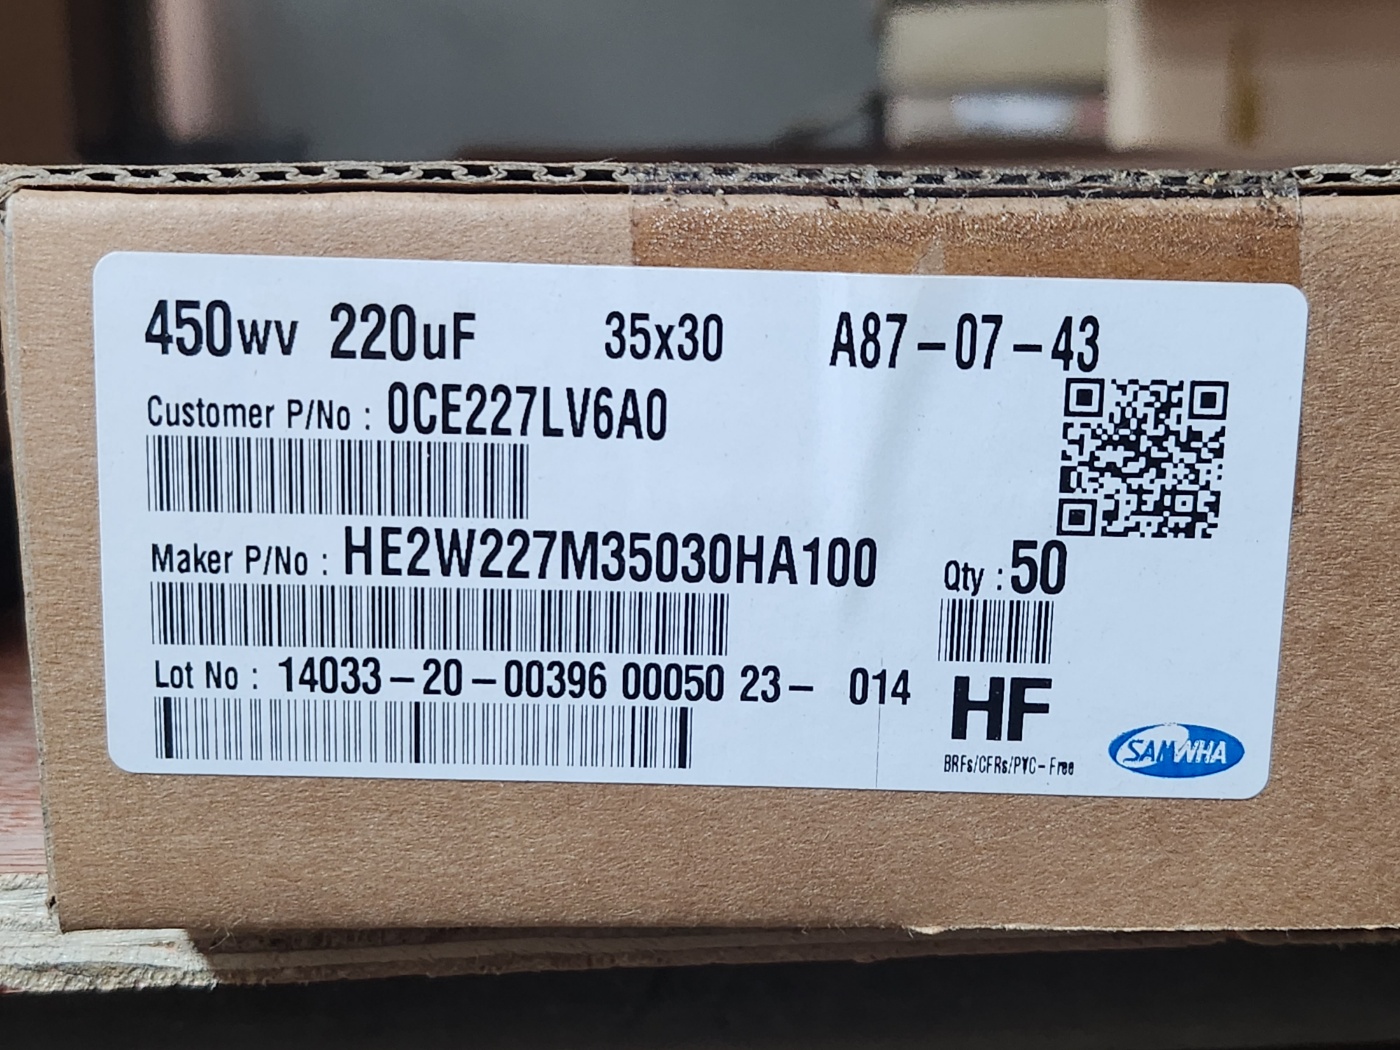 450WV 220uF 35x30 A87-07-43
Customer P/No : 0CE227LV6A0
Maker P/No : HE2W227M35030HA100
Qty : 50
Lot No : 14033-20-00396 00050 23- 014
HF
BRFs/CFRs/PVC-Free
SAMWHA